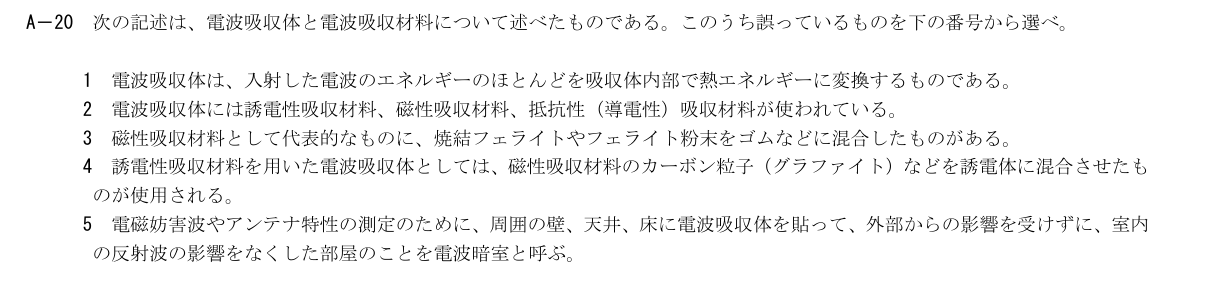 A－20 次の記述は、電波吸収体と電波吸収材料について述べたものである。このうち誤っているものを下の番号から選べ。
1 電波吸収体は、入射した電波のエネルギーのほとんどを吸収体内部で熱エネルギーに変換するものである。
2 電波吸収体には誘電性吸収材料、磁性吸収材料、抵抗性（導電性）吸収材料が使われている。
3 磁性吸収材料として代表的なものに、焼結フェライトやフェライト粉末をゴムなどに混合したものがある。
4 誘電性吸収材料を用いた電波吸収体としては、磁性吸収材料のカーボン粒子（グラファイト）などを誘電体に混合させたも
のが使用される。
5 電磁妨害波やアンテナ特性の測定のために、周囲の壁、天井、床に電波吸収体を貼って、外部からの影響を受けずに、室内
の反射波の影響をなくした部屋のことを電波暗室と呼ぶ。